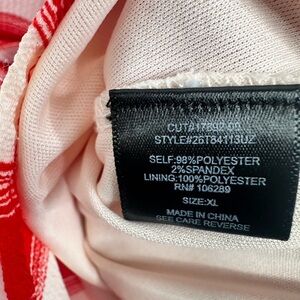 CUT#17892
STYLE#26T84113UZ
SELF:98%POLYESTER
2%SPANDEX
LINING:100%POLYESTER
RN# 106289
SIZE:XL
MADE IN CHINA
SEE CARE REVERSE